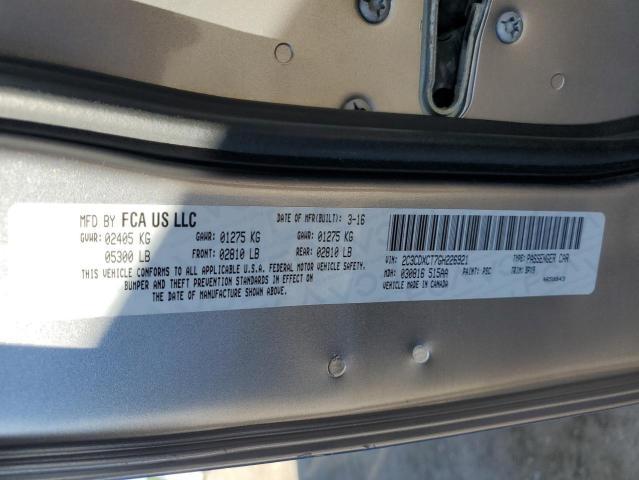 MFD BY FCA US LLC DATE OF MFR(BUILT): 3-16
GVWR: 02405 KG GAWR: 01275 KG GAWR: 01275 KG
05300 LB FRONT: 02810 LB REAR: 02810 LB
THIS VEHICLE CONFORMS TO ALL APPLICABLE U.S.A. FEDERAL MOTOR VEHICLE SAFETY,
BUMPER AND THEFT PREVENTION STANDARDS IN EFFECT ON THE DATE OF
MANUFACTURE SHOWN ABOVE.
VIN: 2C3CDXCT7GH226921 TYPE: PASSENGER CAR
MDH: 030816 515AA PAINT: PSC TRIM:
VEHICLE MADE IN CANADA